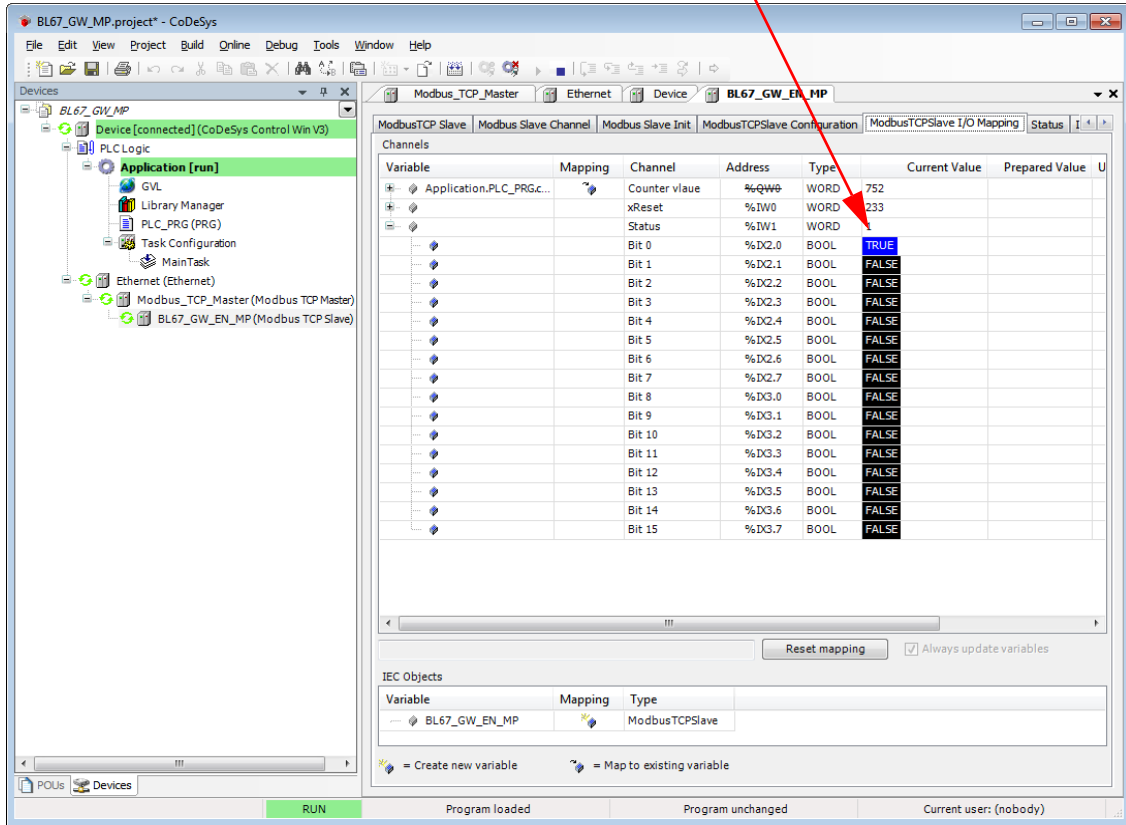 BL67_GW_MP.project* - CoDeSys
File Edit View Project Build Online Debug Tools Window Help
Devices
BL67_GW_MP
Device [connected] (CoDeSys Control Win V3)
PLC Logic
Application [run]
GVL
Library Manager
PLC_PRG (PRG)
Task Configuration
MainTask
Ethernet (Ethernet)
Modbus_TCP_Master (Modbus TCP Master)
BL67_GW_EN_MP (Modbus TCP Slave)
POUs Devices
Modbus_TCP_Master Ethernet Device BL67_GW_EN_MP
ModbusTCP Slave Modbus Slave Channel Modbus Slave Init ModbusTCPSlave Configuration ModbusTCPSlave I/O Mapping Status I
Channels
Variable Mapping Channel Address Type Current Value Prepared Value U
Application.PLC_PRG.c... Counter vlaue %QW0 WORD 752
xReset %IW0 WORD 233
Status %IW1 WORD 1
Bit 0 %IX2.0 BOOL TRUE
Bit 1 %IX2.1 BOOL FALSE
Bit 2 %IX2.2 BOOL FALSE
Bit 3 %IX2.3 BOOL FALSE
Bit 4 %IX2.4 BOOL FALSE
Bit 5 %IX2.5 BOOL FALSE
Bit 6 %IX2.6 BOOL FALSE
Bit 7 %IX2.7 BOOL FALSE
Bit 8 %IX3.0 BOOL FALSE
Bit 9 %IX3.1 BOOL FALSE
Bit 10 %IX3.2 BOOL FALSE
Bit 11 %IX3.3 BOOL FALSE
Bit 12 %IX3.4 BOOL FALSE
Bit 13 %IX3.5 BOOL FALSE
Bit 14 %IX3.6 BOOL FALSE
Bit 15 %IX3.7 BOOL FALSE
Reset mapping Always update variables
IEC Objects
Variable Mapping Type
BL67_GW_EN_MP ModbusTCPSlave
= Create new variable = Map to existing variable
RUN Program loaded Program unchanged Current user: (nobody)